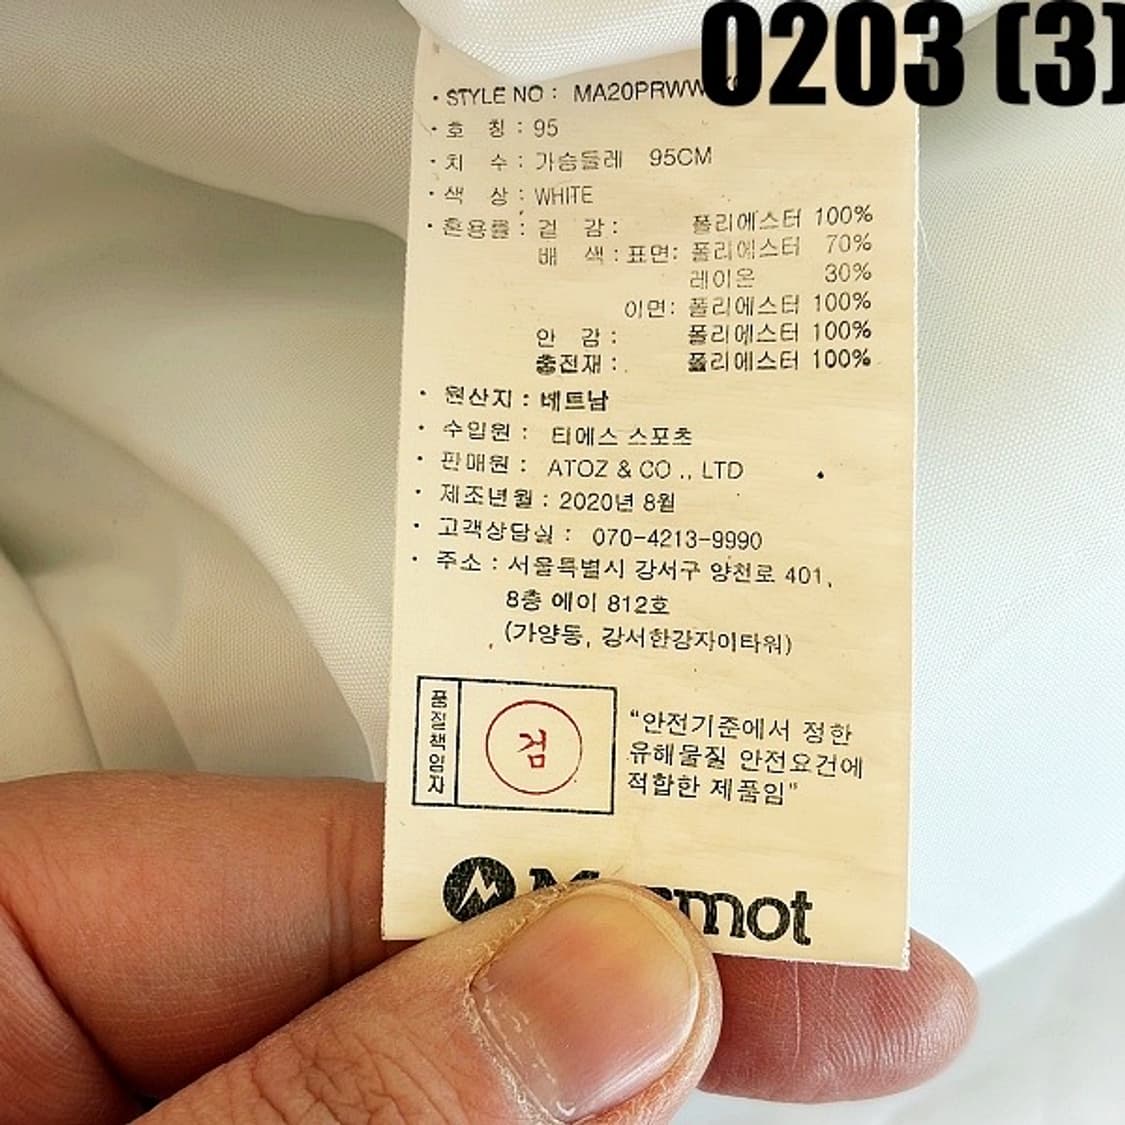 0203 (3)
· STYLE NO : MA20PRWW
· 호 칭 : 95
· 치 수 : 가슴둘레 95CM
· 색 상 : WHITE
· 혼용률 : 겉 감 : 폴리에스터 100%
배 색 : 표면: 폴리에스터 70%
레이온 30%
이면: 폴리에스터 100%
안 감 : 폴리에스터 100%
충전재 : 폴리에스터 100%
· 원산지 : 베트남
· 수입원 : 티에스 스포츠
· 판매원 : ATOZ & CO ., LTD
· 제조년월 : 2020년 8월
· 고객상담실 : 070-4213-9990
· 주소 : 서울특별시 강서구 양천로 401,
8층 에이 812호
(가양동, 강서한강자이타워)
품질책임자
검
“안전기준에서 정한
유해물질 안전요건에
적합한 제품임”
Marmot